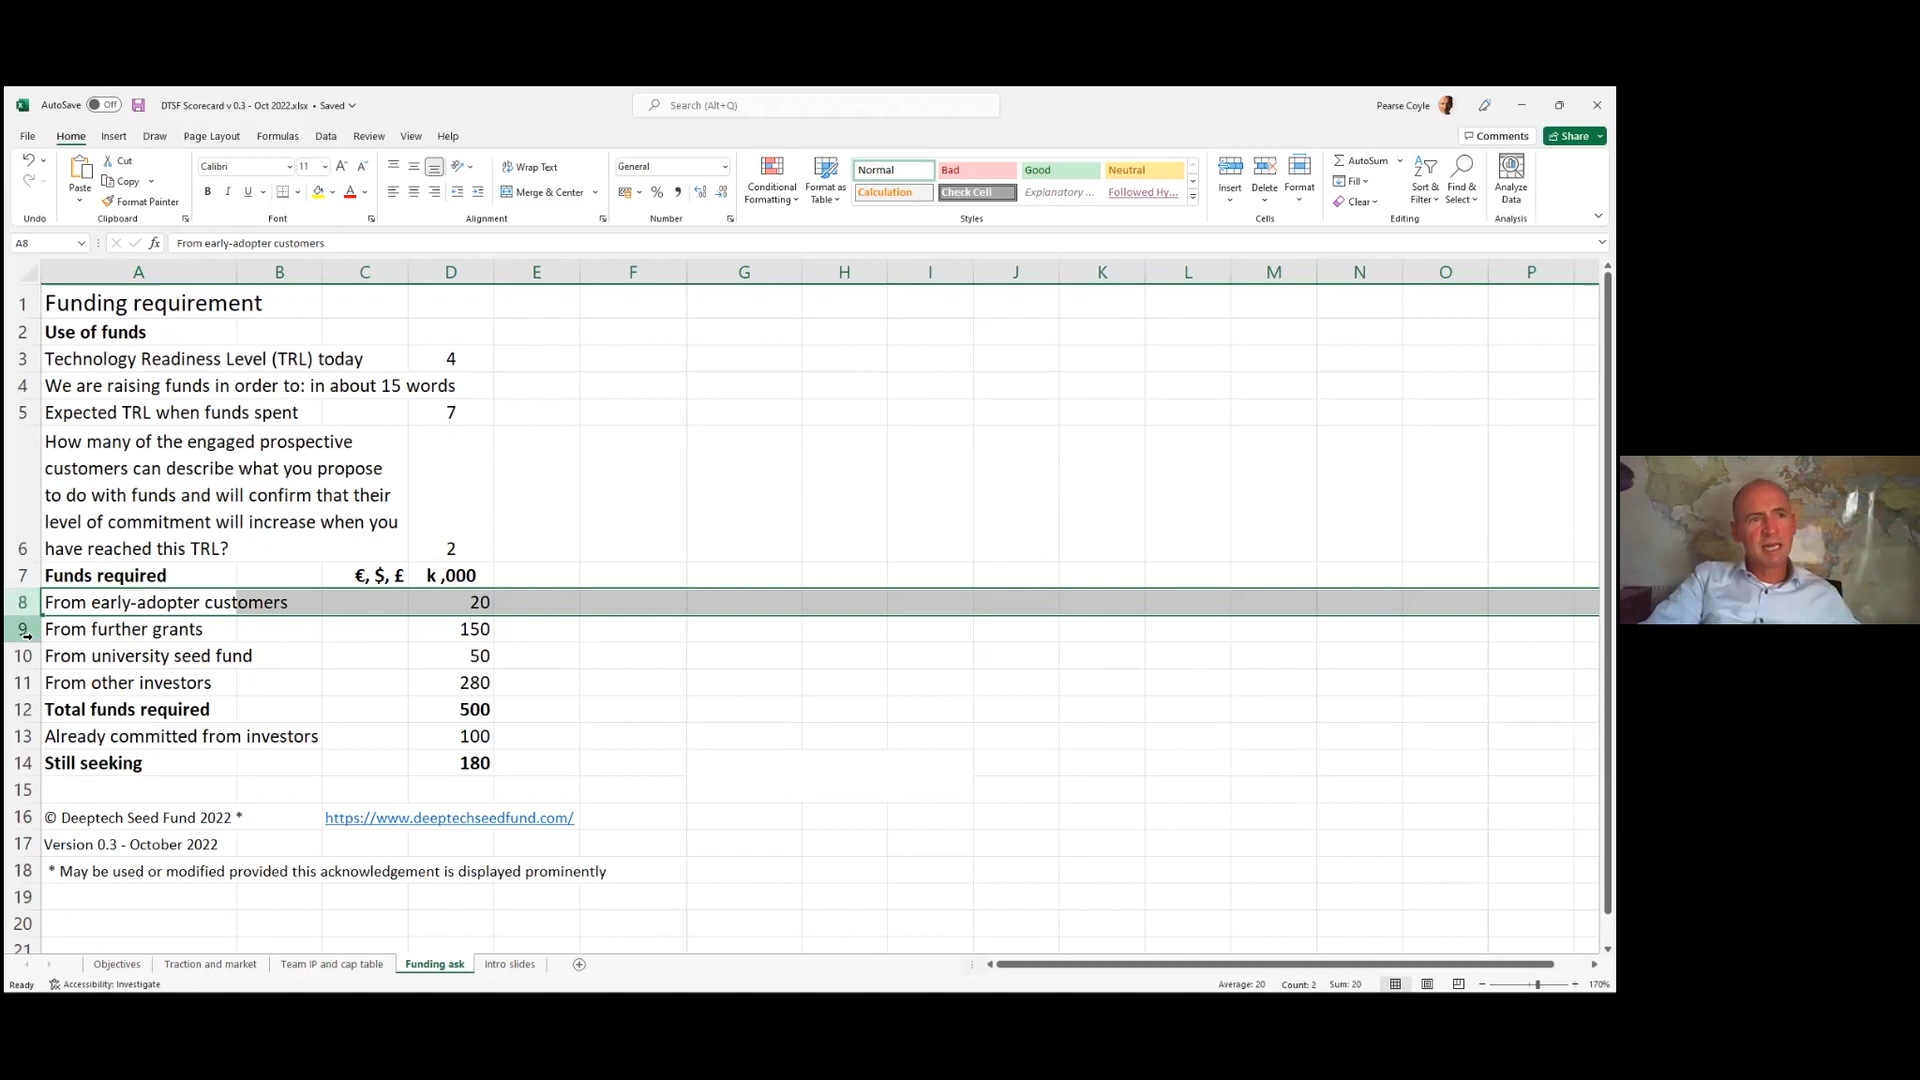 AutoSave Off DTSF Scorecard v 0.3 - Oct 2022.xlsx • Saved Search (Alt+Q) Pearse Coyle
File Home Insert Draw Page Layout Formulas Data Review View Help Comments Share
Paste Cut Copy Format Painter
Calibri 11
B I U A
Wrap Text
Merge & Center
General
Conditional Formatting Format as Table
Normal Bad Good Neutral
Calculation Check Cell Explanatory ... Followed Hy...
Insert Delete Format
AutoSum Fill Clear
Sort & Filter Find & Select Analyze Data
Undo Clipboard Font Alignment Number Styles Cells Editing Analysis
A8 fx From early-adopter customers
A B C D E F G H I J K L M N O P
1 Funding requirement
2 Use of funds
3 Technology Readiness Level (TRL) today 4
4 We are raising funds in order to: in about 15 words
5 Expected TRL when funds spent 7
How many of the engaged prospective
customers can describe what you propose
to do with funds and will confirm that their
level of commitment will increase when you
6 have reached this TRL? 2
7 Funds required €, $, £ k ,000
8 From early-adopter customers 20
9 From further grants 150
10 From university seed fund 50
11 From other investors 280
12 Total funds required 500
13 Already committed from investors 100
14 Still seeking 180
15
16 © Deeptech Seed Fund 2022 * https://www.deeptechseedfund.com/
17 Version 0.3 - October 2022
18 * May be used or modified provided this acknowledgement is displayed prominently
19
20
21
Objectives Traction and market Team IP and cap table Funding ask Intro slides
Ready Accessibility: Investigate Average: 20 Count: 2 Sum: 20 170%